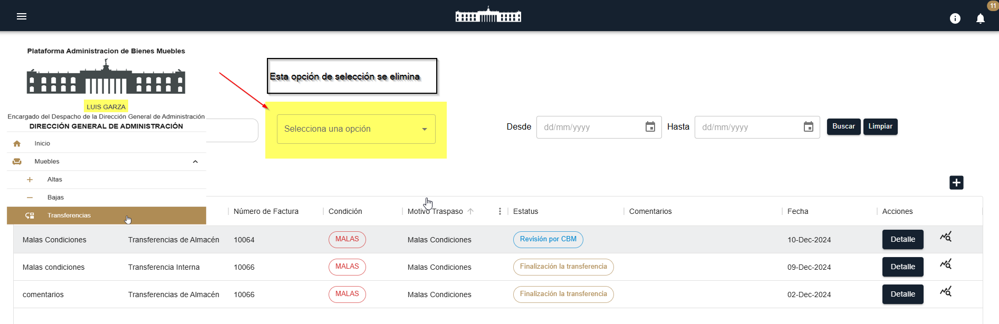 11
Plataforma Administracion de Bienes Muebles
LUIS GARZA
Encargado del Despacho de la Dirección General de Administración
DIRECCIÓN GENERAL DE ADMINISTRACIÓN
Inicio
Muebles
Altas
Bajas
Transferencias
Esta opción de selección se elimina
Selecciona una opción
Desde dd/mm/yyyy Hasta dd/mm/yyyy Buscar Limpiar
Número de Factura Condición Motivo Traspaso Estatus Comentarios Fecha Acciones
Malas Condiciones Transferencias de Almacén 10064 MALAS Malas Condiciones Revisión por CBM 10-Dec-2024 Detalle
Malas condiciones Transferencia Interna 10066 MALAS Malas Condiciones Finalización la transferencia 09-Dec-2024 Detalle
comentarios Transferencias de Almacén 10066 MALAS Malas Condiciones Finalización la transferencia 02-Dec-2024 Detalle